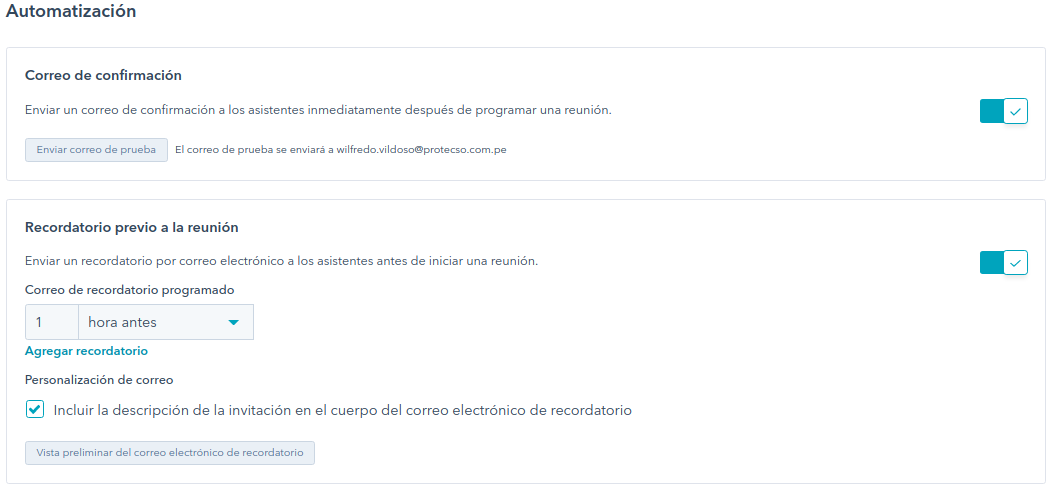 Automatización
Correo de confirmación
Enviar un correo de confirmación a los asistentes inmediatamente después de programar una reunión.
Enviar correo de prueba El correo de prueba se enviará a wilfredo.vildoso@protecso.com.pe
Recordatorio previo a la reunión
Enviar un recordatorio por correo electrónico a los asistentes antes de iniciar una reunión.
Correo de recordatorio programado
1 hora antes
Agregar recordatorio
Personalización de correo
Incluir la descripción de la invitación en el cuerpo del correo electrónico de recordatorio
Vista preliminar del correo electrónico de recordatorio